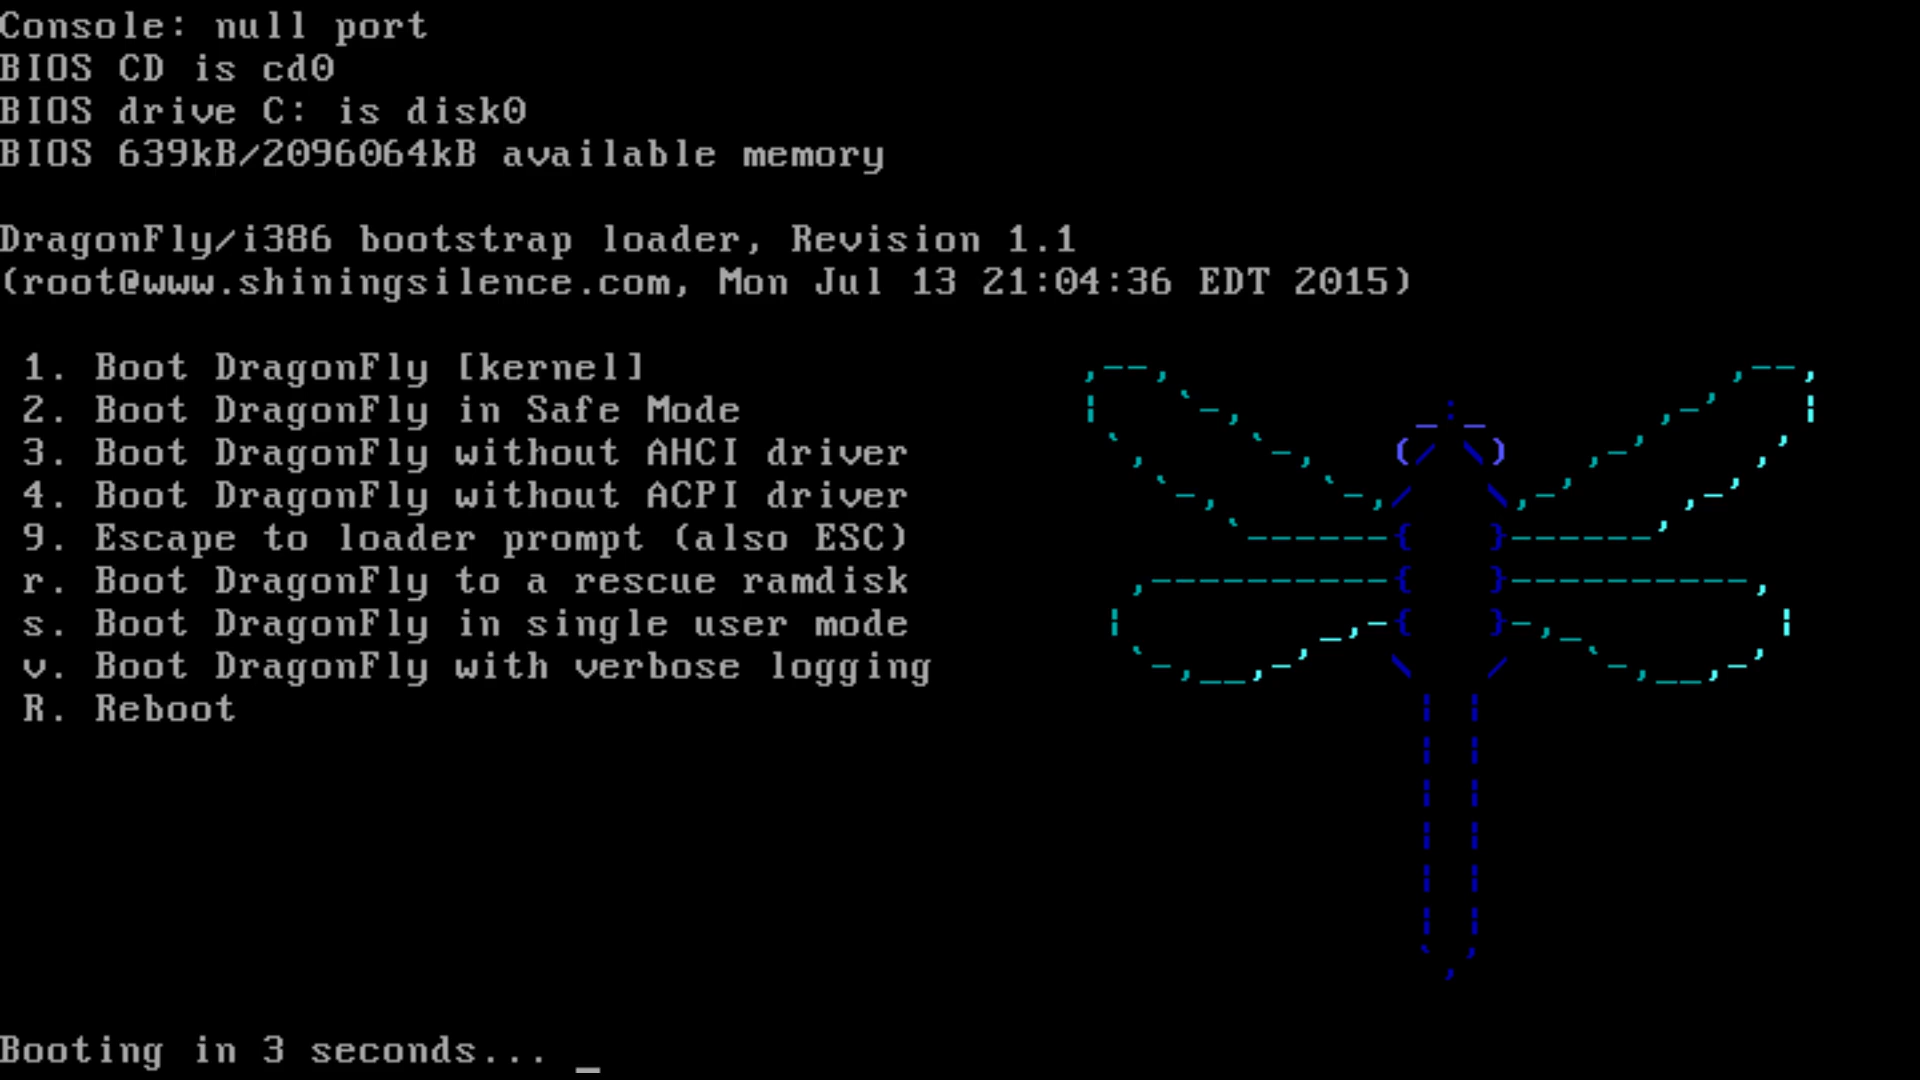 Console: null port
BIOS CD is cd0
BIOS drive C: is disk0
BIOS 639kB/2096064kB available memory
DragonFly/i386 bootstrap loader, Revision 1.1
(root@www.shiningsilence.com, Mon Jul 13 21:04:36 EDT 2015)
1. Boot DragonFly [kernel]
2. Boot DragonFly in Safe Mode
3. Boot DragonFly without AHCI driver
4. Boot DragonFly without ACPI driver
9. Escape to loader prompt (also ESC)
r. Boot DragonFly to a rescue ramdisk
s. Boot DragonFly in single user mode
v. Boot DragonFly with verbose logging
R. Reboot
Booting in 3 seconds... _